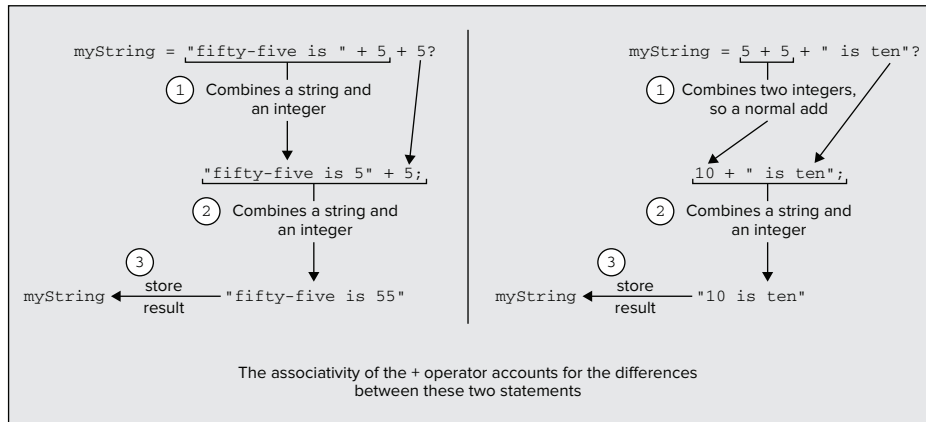 myString = "fifty-five is " + 5 + 5?
1 Combines a string and
an integer
"fifty-five is 5" + 5;
2 Combines a string and
an integer
3
store
myString "fifty-five is 55"
result
myString = 5 + 5 + " is ten"?
1 Combines two integers,
so a normal add
10 + " is ten";
2 Combines a string and
an integer
3
store
myString "10 is ten"
result
The associativity of the + operator accounts for the differences
between these two statements